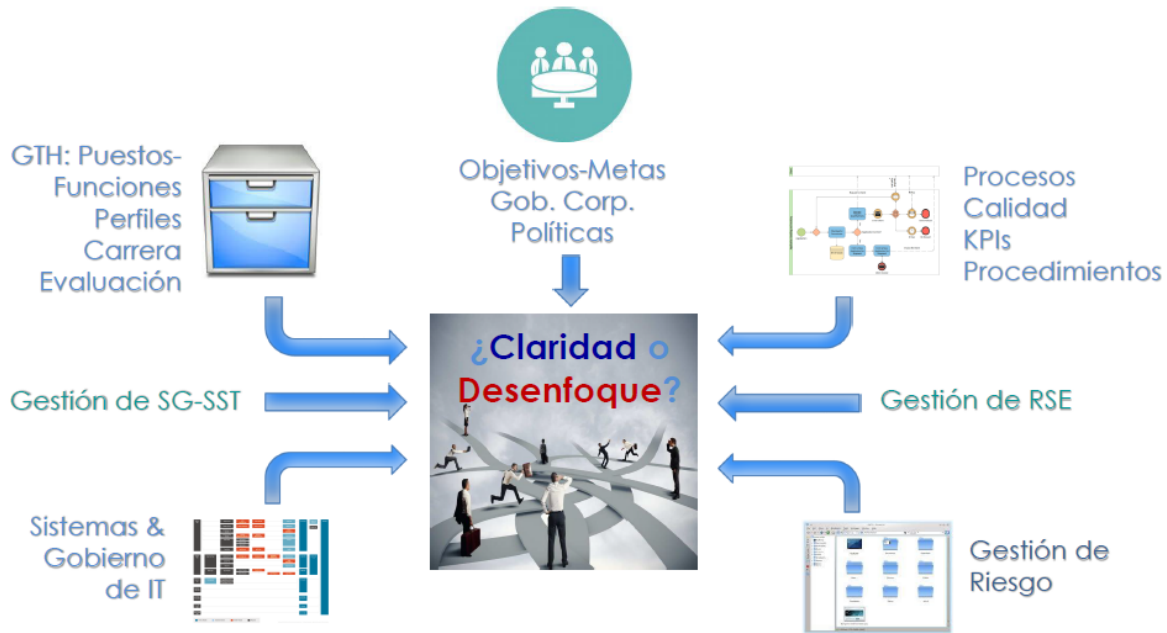 GTH: Puestos-
Funciones
Perfiles
Carrera
Evaluación
Objetivos-Metas
Gob. Corp.
Políticas
Procesos
Calidad
KPIs
Procedimientos
¿Claridad o
Desenfoque?
Gestión de SG-SST
Gestión de RSE
Sistemas &
Gobierno
de IT
Gestión de
Riesgo